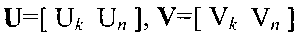 U=[ U_k U_n ], V=[ V_k V_n ]